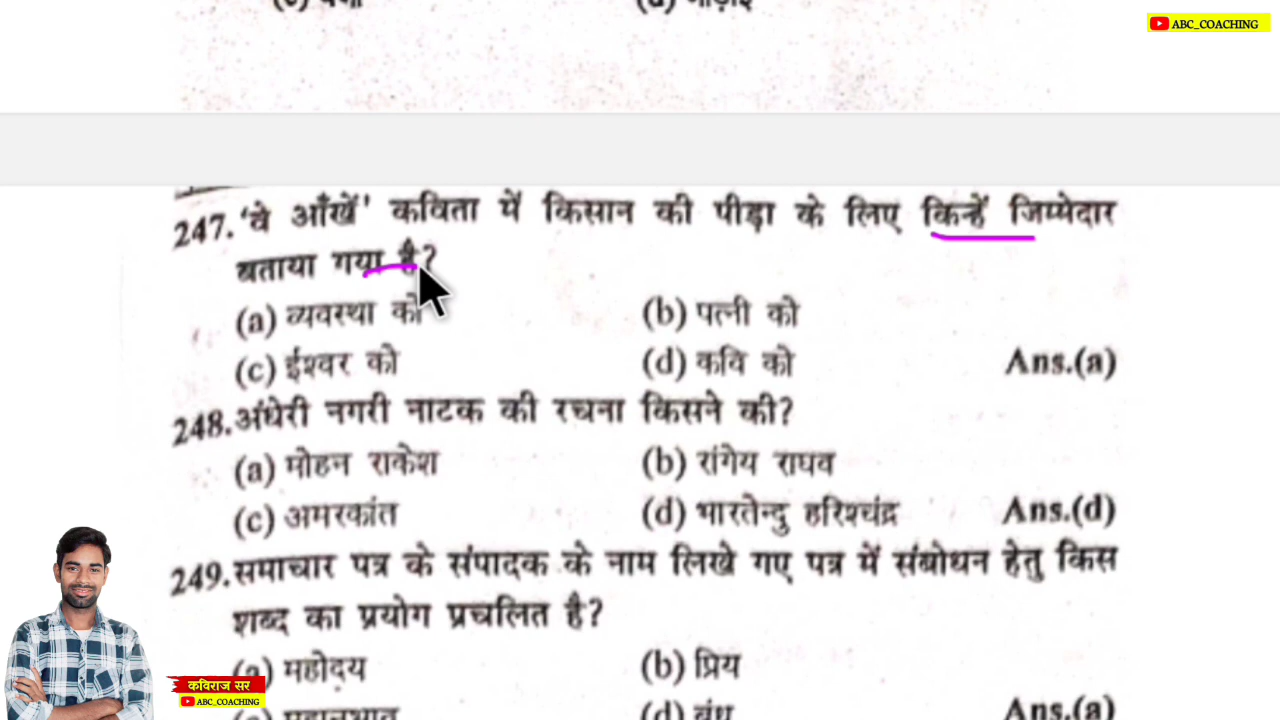 ABC_COACHING
247. 'वे आँखें' कविता में किसान की पीड़ा के लिए किन्हें जिम्मेदार
बताया गया है?
(a) व्यवस्था को (b) पत्नी को
(c) ईश्वर को (d) कवि को Ans.(a)
248. अंधेरी नगरी नाटक की रचना किसने की?
(a) मोहन राकेश (b) रांगेय राघव
(c) अमरकांत (d) भारतेन्दु हरिश्चंद्र Ans.(d)
249. समाचार पत्र के संपादक के नाम लिखे गए पत्र में संबोधन हेतु किस
शब्द का प्रयोग प्रचलित है?
(a) महोदय (b) प्रिय
(d) बंधु Ans.(a)
कविराज सर
ABC_COACHING